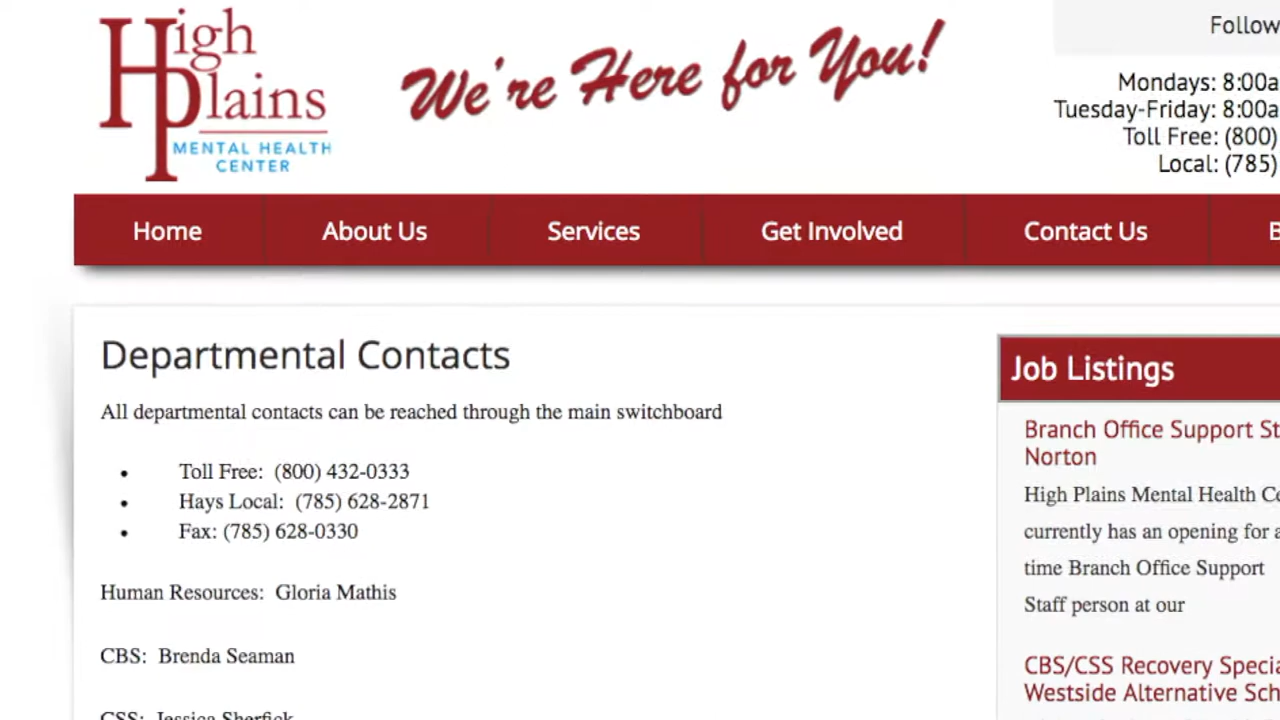 High
Plains
MENTAL HEALTH
CENTER
We're Here for You!
Follow
Mondays: 8:00a
Tuesday-Friday: 8:00a
Toll Free: (800)
Local: (785)
Home
About Us
Services
Get Involved
Contact Us
B
Departmental Contacts
All departmental contacts can be reached through the main switchboard
• Toll Free: (800) 432-0333
• Hays Local: (785) 628-2871
• Fax: (785) 628-0330
Human Resources: Gloria Mathis
CBS: Brenda Seaman
CSS: Jessica Sherfick
Job Listings
Branch Office Support St
Norton
High Plains Mental Health Ce
currently has an opening for a
time Branch Office Support
Staff person at our
CBS/CSS Recovery Specia
Westside Alternative Sch